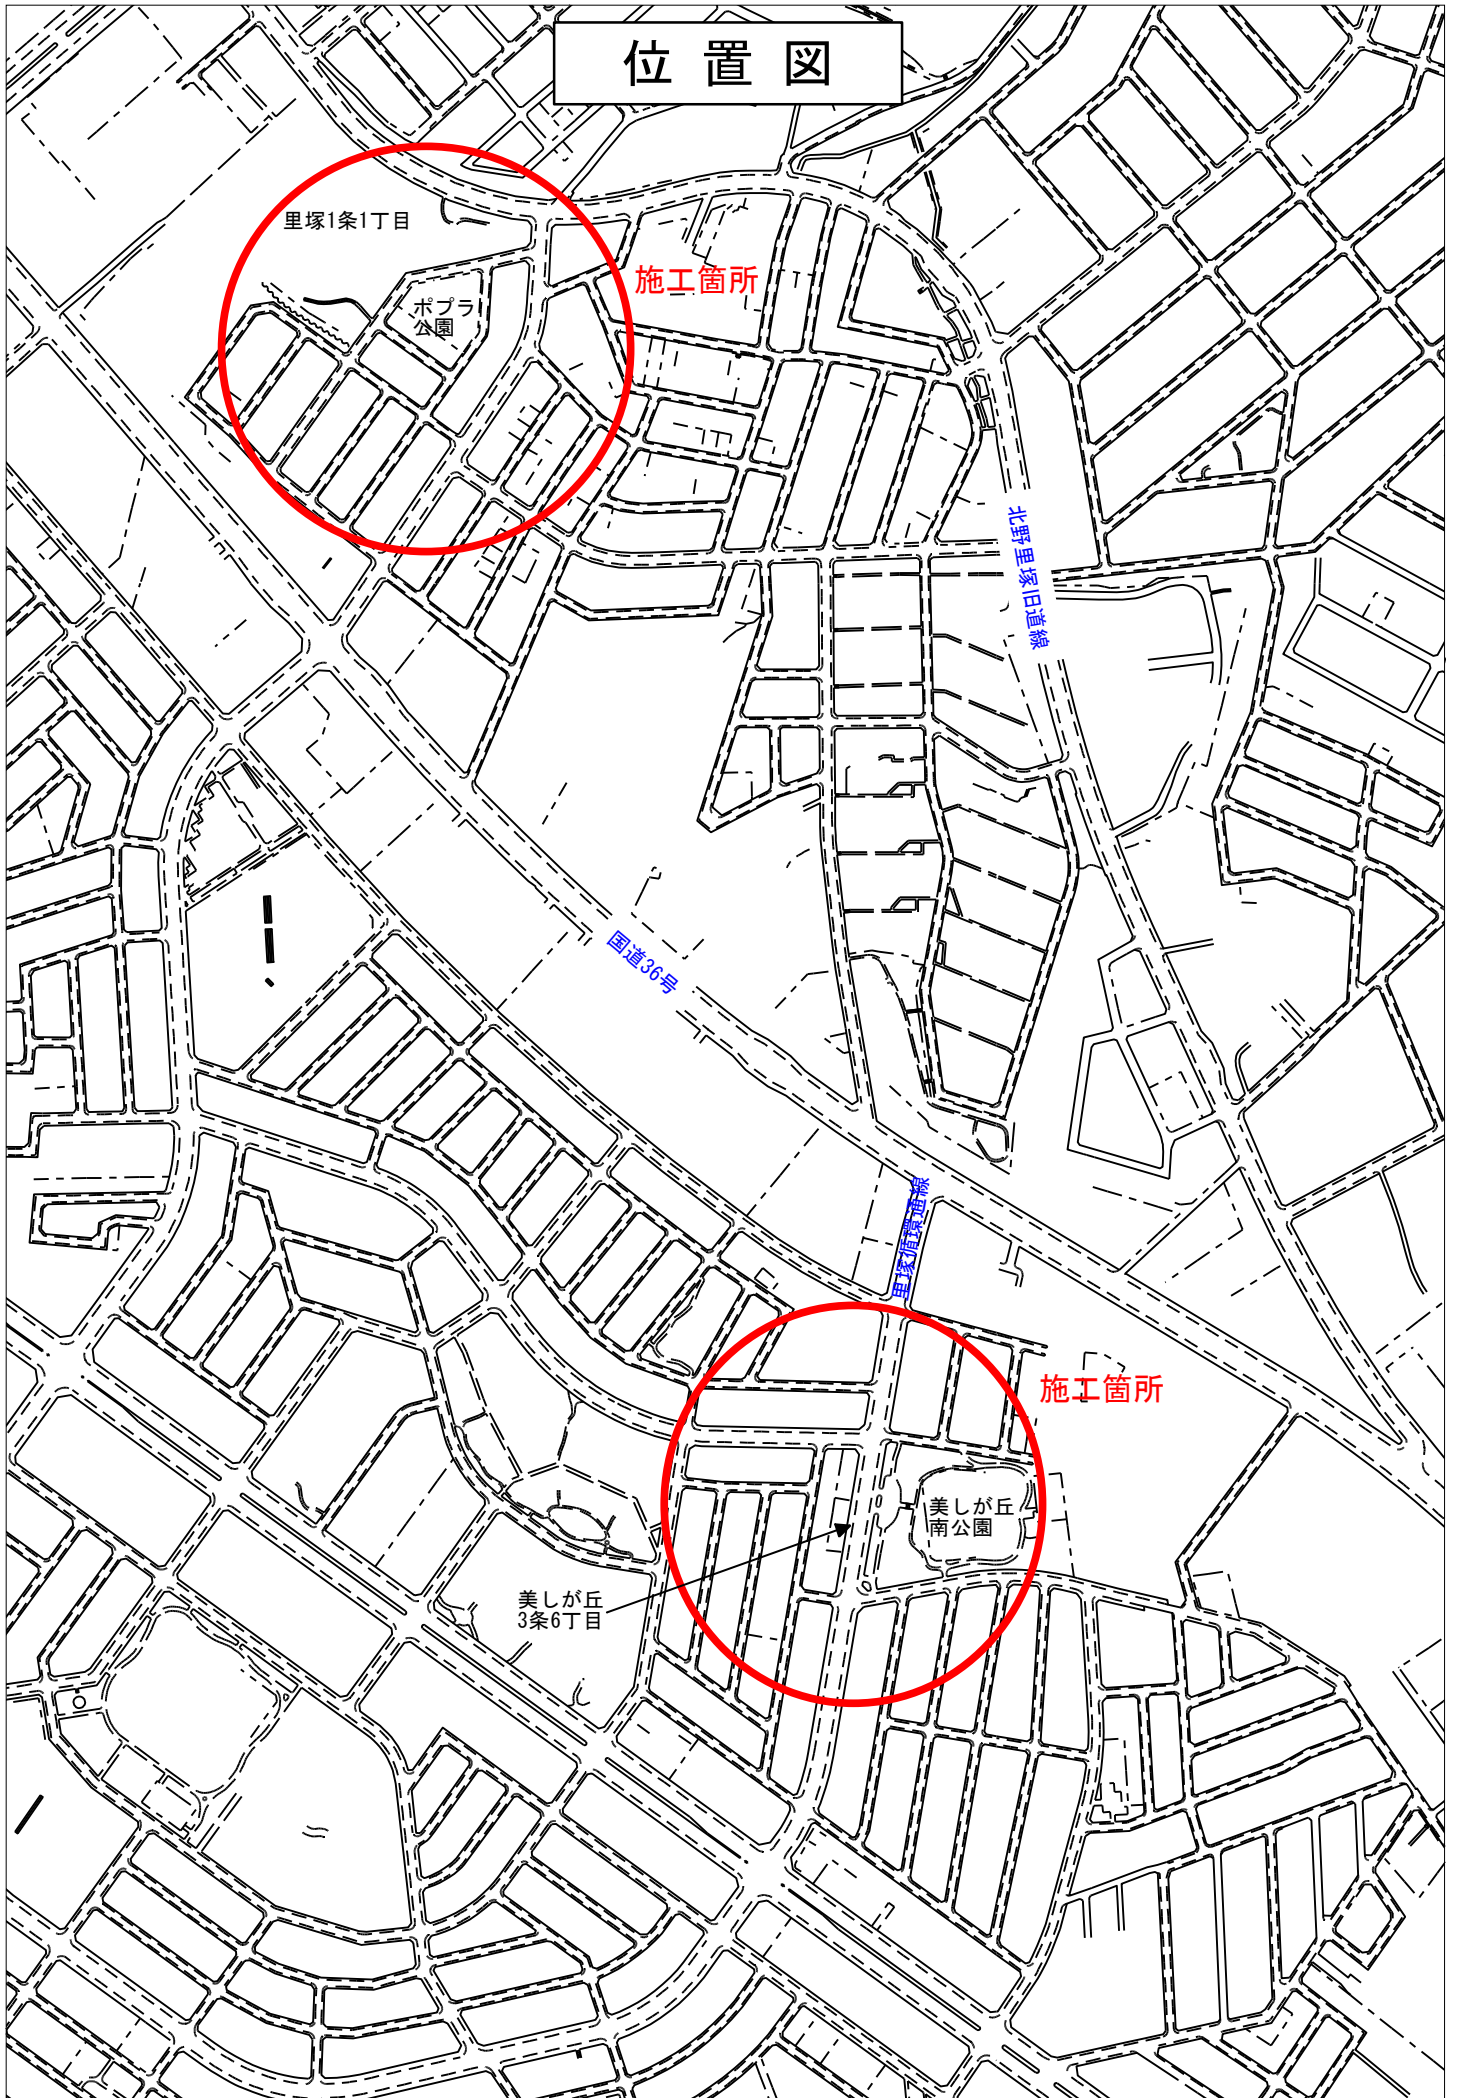 位置図
里塚1条1丁目
施工箇所
ポプラ
公園
北野里塚旧道線
国道36号
里塚循環通線
施工箇所
美しが丘
南公園
美しが丘
3条6丁目